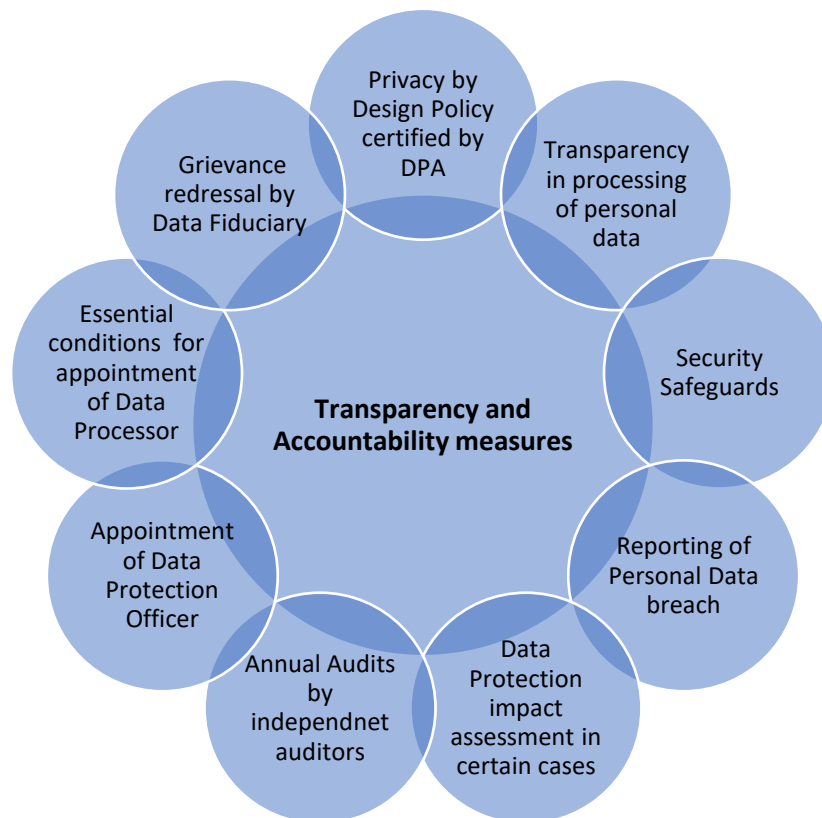 Privacy by
Design Policy
certified by
DPA
Transparency
in processing
of personal
data
Security
Safeguards
Reporting of
Personal Data
breach
Data
Protection
impact
assessment in
certain cases
Annual Audits
by
independnet
auditors
Appointment
of Data
Protection
Officer
Essential
conditions for
appointment
of Data
Processor
Grievance
redressal by
Data Fiduciary
Transparency and
Accountability measures